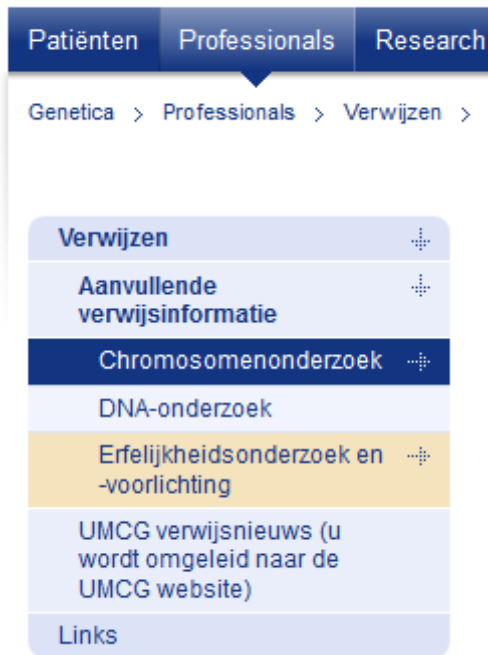 Patiënten Professionals Research
Genetica > Professionals > Verwijzen >
Verwijzen
Aanvullende
verwijsinformatie
Chromosomenonderzoek
DNA-onderzoek
Erfelijkheidsonderzoek en
-voorlichting
UMCG verwijsnieuws (u
wordt omgeleid naar de
UMCG website)
Links